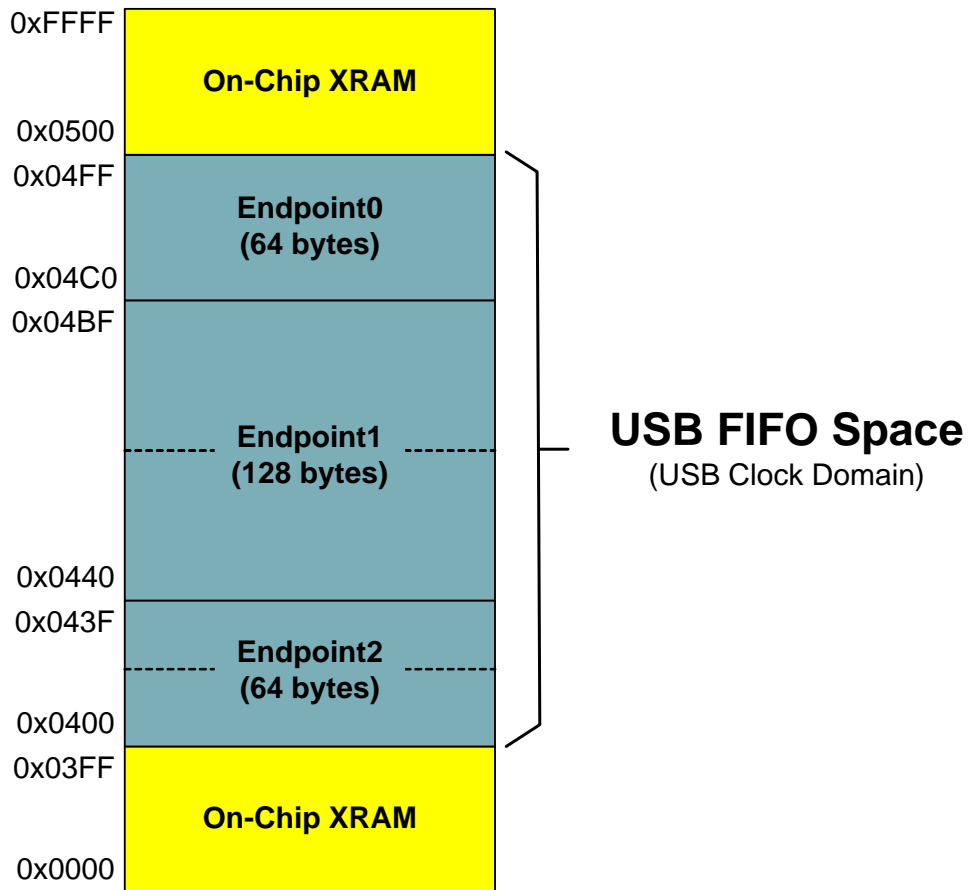 0xFFFF
On-Chip XRAM
0x0500
0x04FF
Endpoint0
(64 bytes)
0x04C0
0x04BF
Endpoint1
(128 bytes)
USB FIFO Space
(USB Clock Domain)
0x0440
0x043F
Endpoint2
(64 bytes)
0x0400
0x03FF
On-Chip XRAM
0x0000